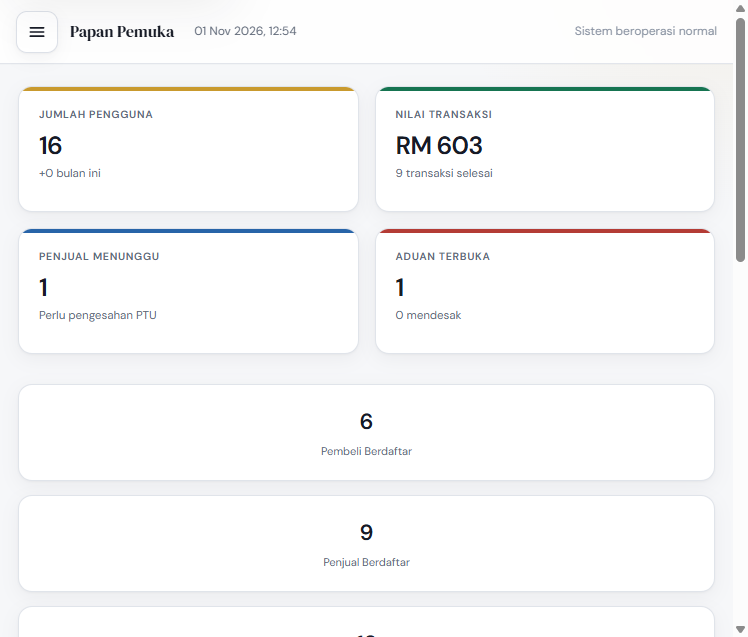 Papan Pemuka 01 Nov 2026, 12:54 Sistem beroperasi normal
JUMLAH PENGGUNA
16
+0 bulan ini
NILAI TRANSAKSI
RM 603
9 transaksi selesai
PENJUAL MENUNGGU
1
Perlu pengesahan PTU
ADUAN TERBUKA
1
0 mendesak
6
Pembeli Berdaftar
9
Penjual Berdaftar